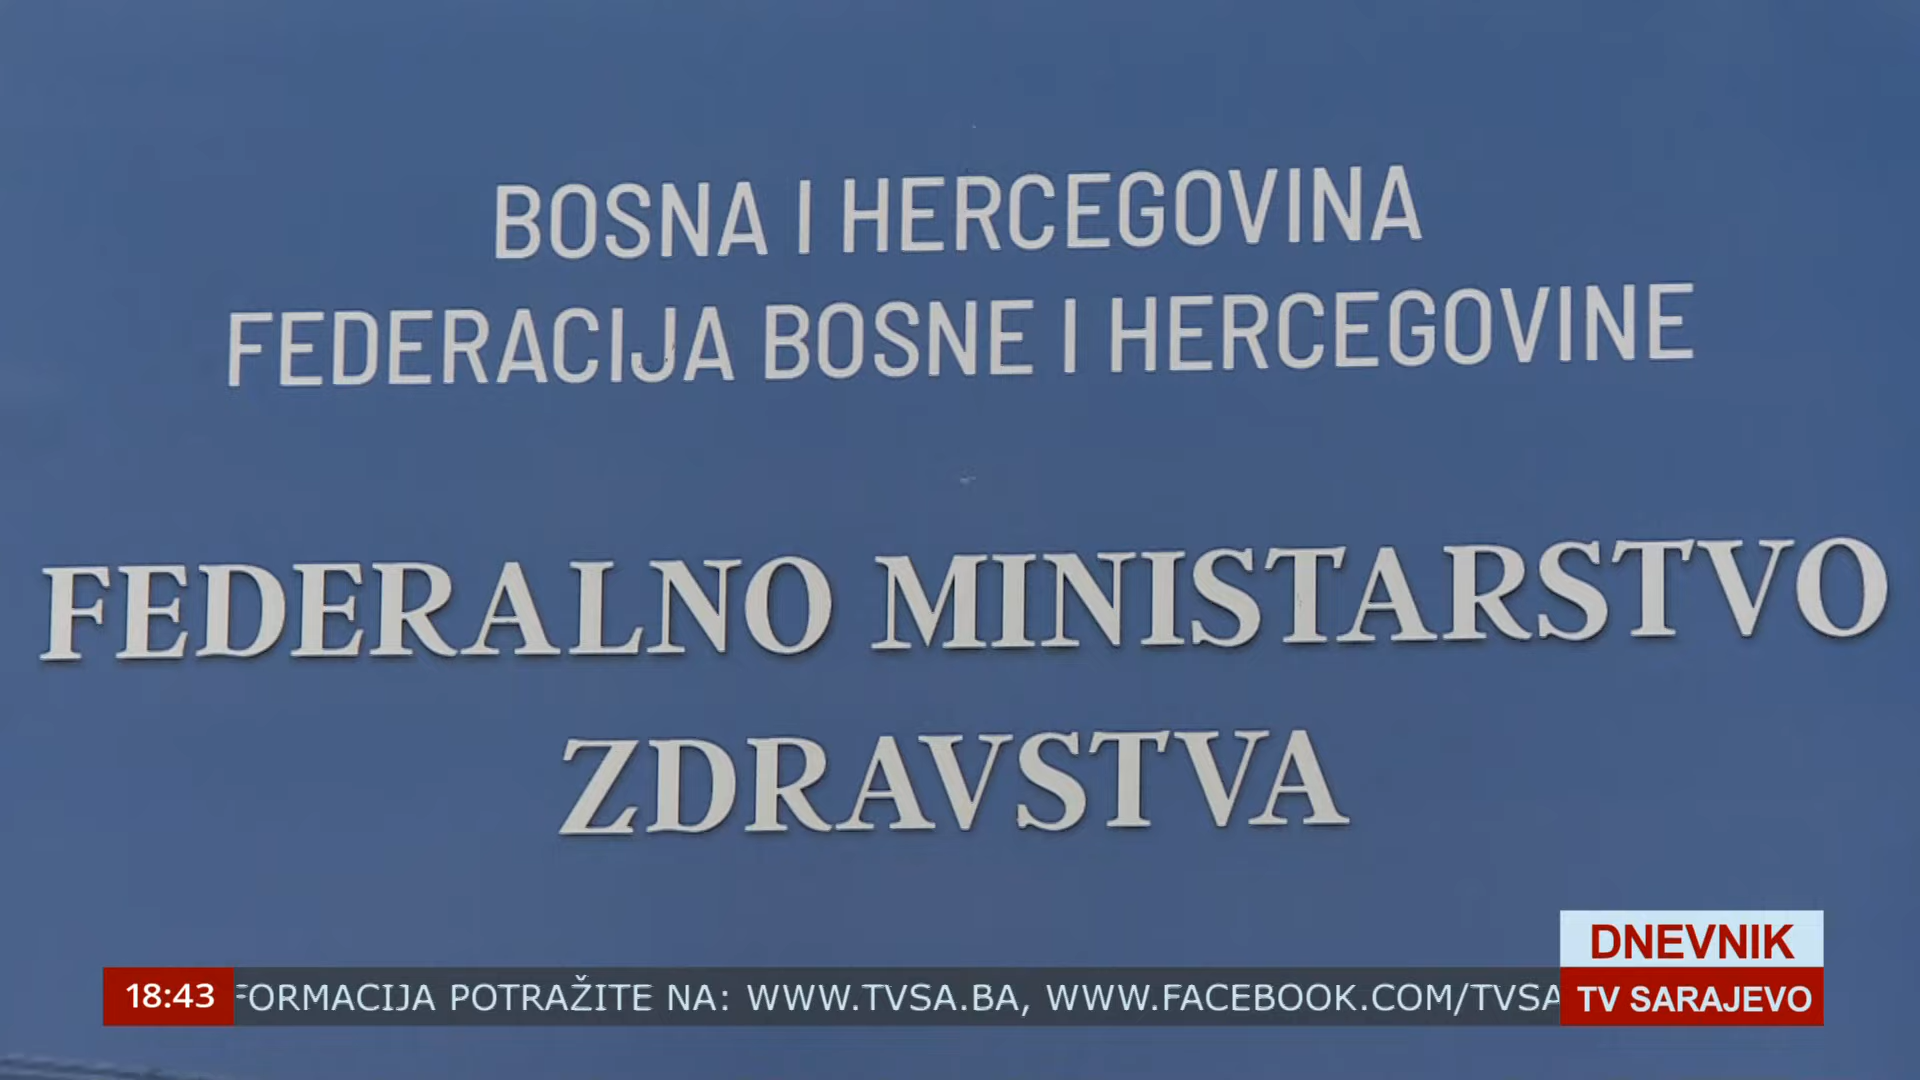 BOSNA I HERCEGOVINA
FEDERACIJA BOSNE I HERCEGOVINE
FEDERALNO MINISTARSTVO
ZDRAVSTVA
DNEVNIK
18:43 FORMACIJA POTRAŽITE NA: WWW.TVSA.BA, WWW.FACEBOOK.COM/TVSA TV SARAJEVO